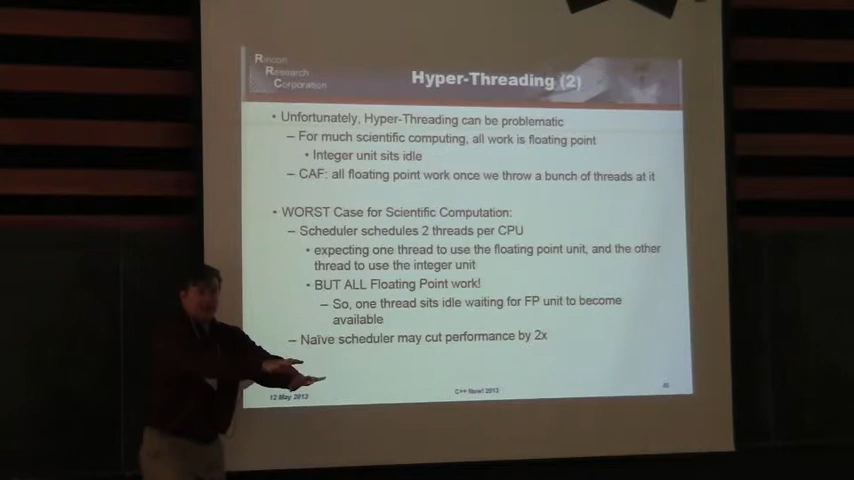 Rincon
Research
Corporation
Hyper-Threading (2)
• Unfortunately, Hyper-Threading can be problematic
– For much scientific computing, all work is floating point
• Integer unit sits idle
– CAF: all floating point work once we throw a bunch of threads at it
• WORST Case for Scientific Computation:
– Scheduler schedules 2 threads per CPU
• expecting one thread to use the floating point unit, and the other
thread to use the integer unit
• BUT ALL Floating Point work!
– So, one thread sits idle waiting for FP unit to become
available
– Naïve scheduler may cut performance by 2x
12 May 2013
C++ Now! 2013